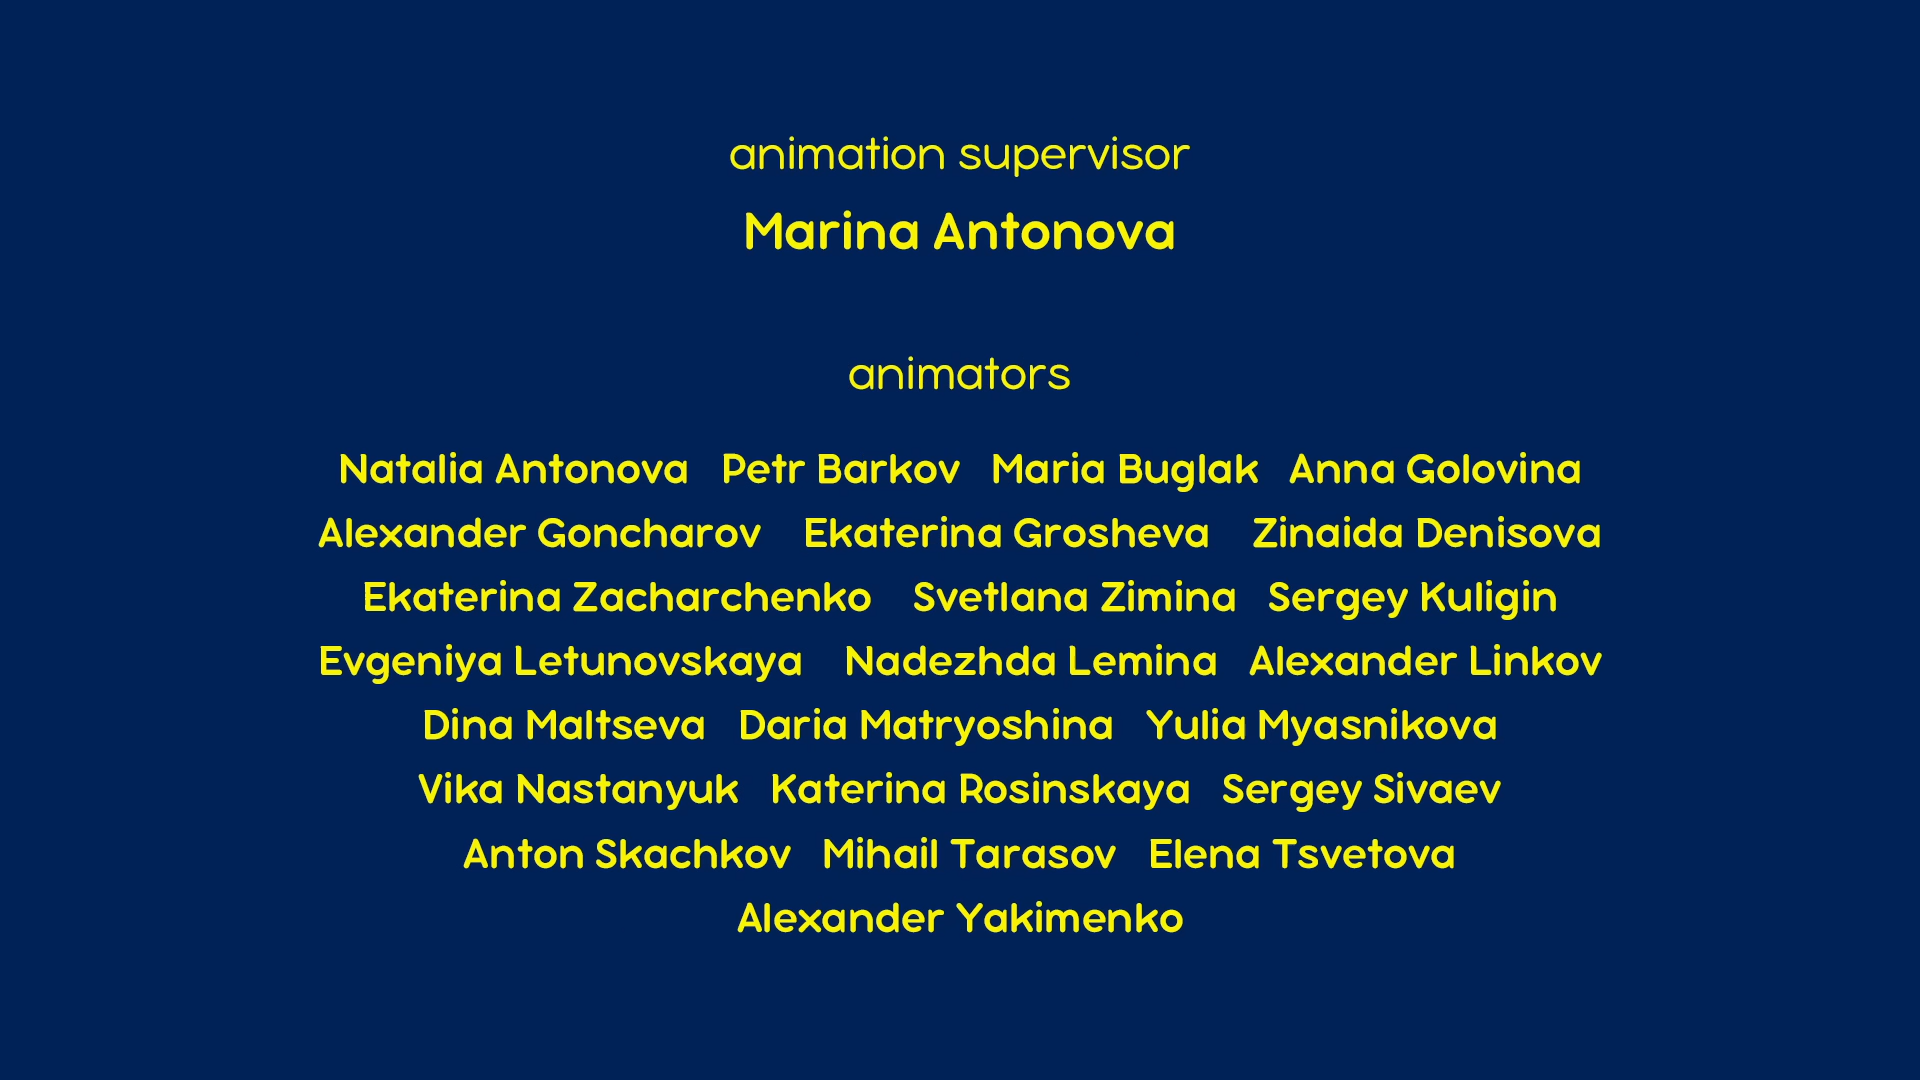 animation supervisor
Marina Antonova
animators
Natalia Antonova Petr Barkov Maria Buglak Anna Golovina
Alexander Goncharov Ekaterina Grosheva Zinaida Denisova
Ekaterina Zacharchenko Svetlana Zimina Sergey Kuligin
Evgeniya Letunovskaya Nadezhda Lemina Alexander Linkov
Dina Maltseva Daria Matryoshina Yulia Myasnikova
Vika Nastanyuk Katerina Rosinskaya Sergey Sivaev
Anton Skachkov Mihail Tarasov Elena Tsvetova
Alexander Yakimenko